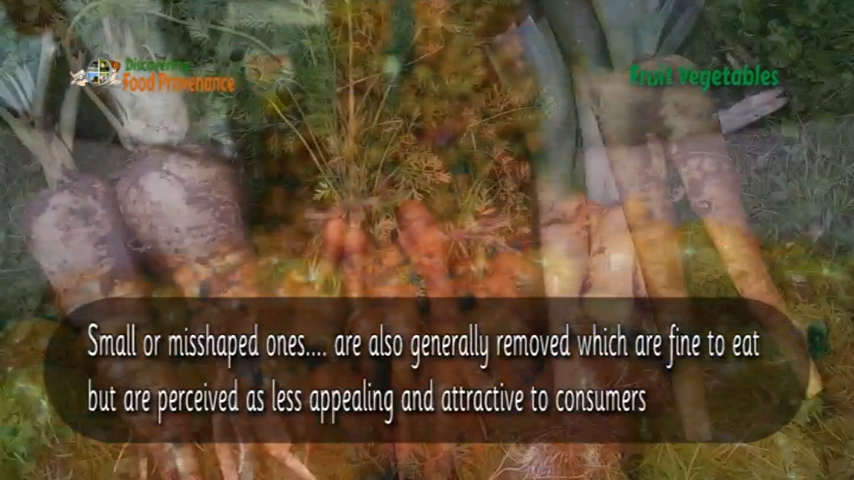 Discovering
Food Provenance
Fruit Vegetables
Small or misshaped ones.... are also generally removed which are fine to eat
but are perceived as less appealing and attractive to consumers